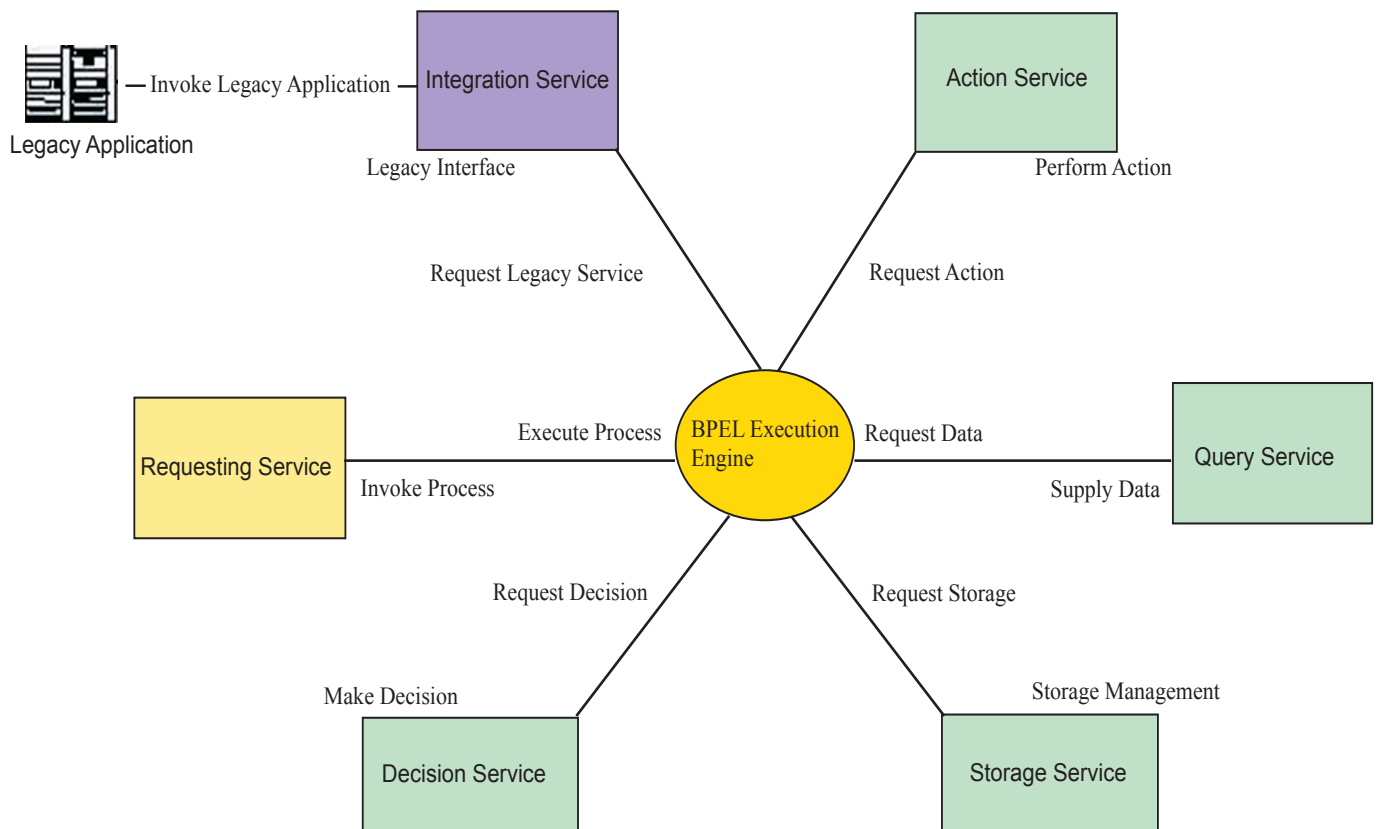 Invoke Legacy Application
Integration Service
Action Service
Legacy Application
Legacy Interface
Perform Action
Request Legacy Service
Request Action
Execute Process
BPEL Execution
Engine
Request Data
Requesting Service
Invoke Process
Query Service
Supply Data
Request Decision
Request Storage
Make Decision
Storage Management
Decision Service
Storage Service